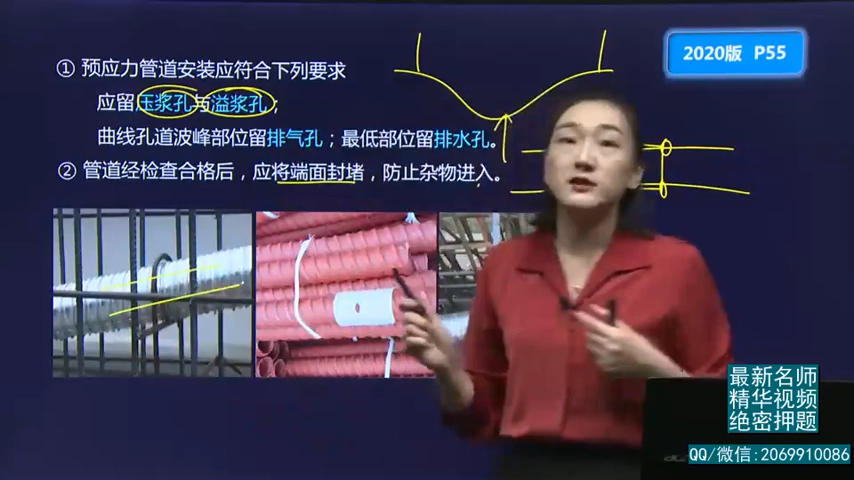 2020版 P55
① 预应力管道安装应符合下列要求
应留压浆孔与溢浆孔；
曲线孔道波峰部位留排气孔；最低部位留排水孔。
② 管道经检查合格后，应将端面封堵，防止杂物进入。
最新名师
精华视频
绝密押题
QQ/微信:2069910086